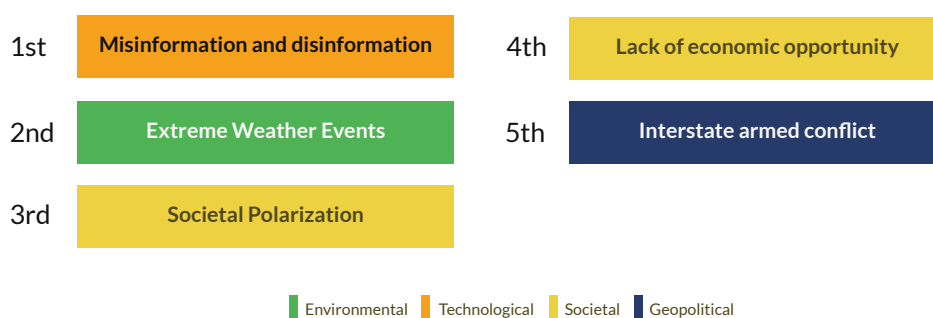 1st
Misinformation and disinformation
2nd
Extreme Weather Events
3rd
Societal Polarization
4th
Lack of economic opportunity
5th
Interstate armed conflict
Environmental
Technological
Societal
Geopolitical